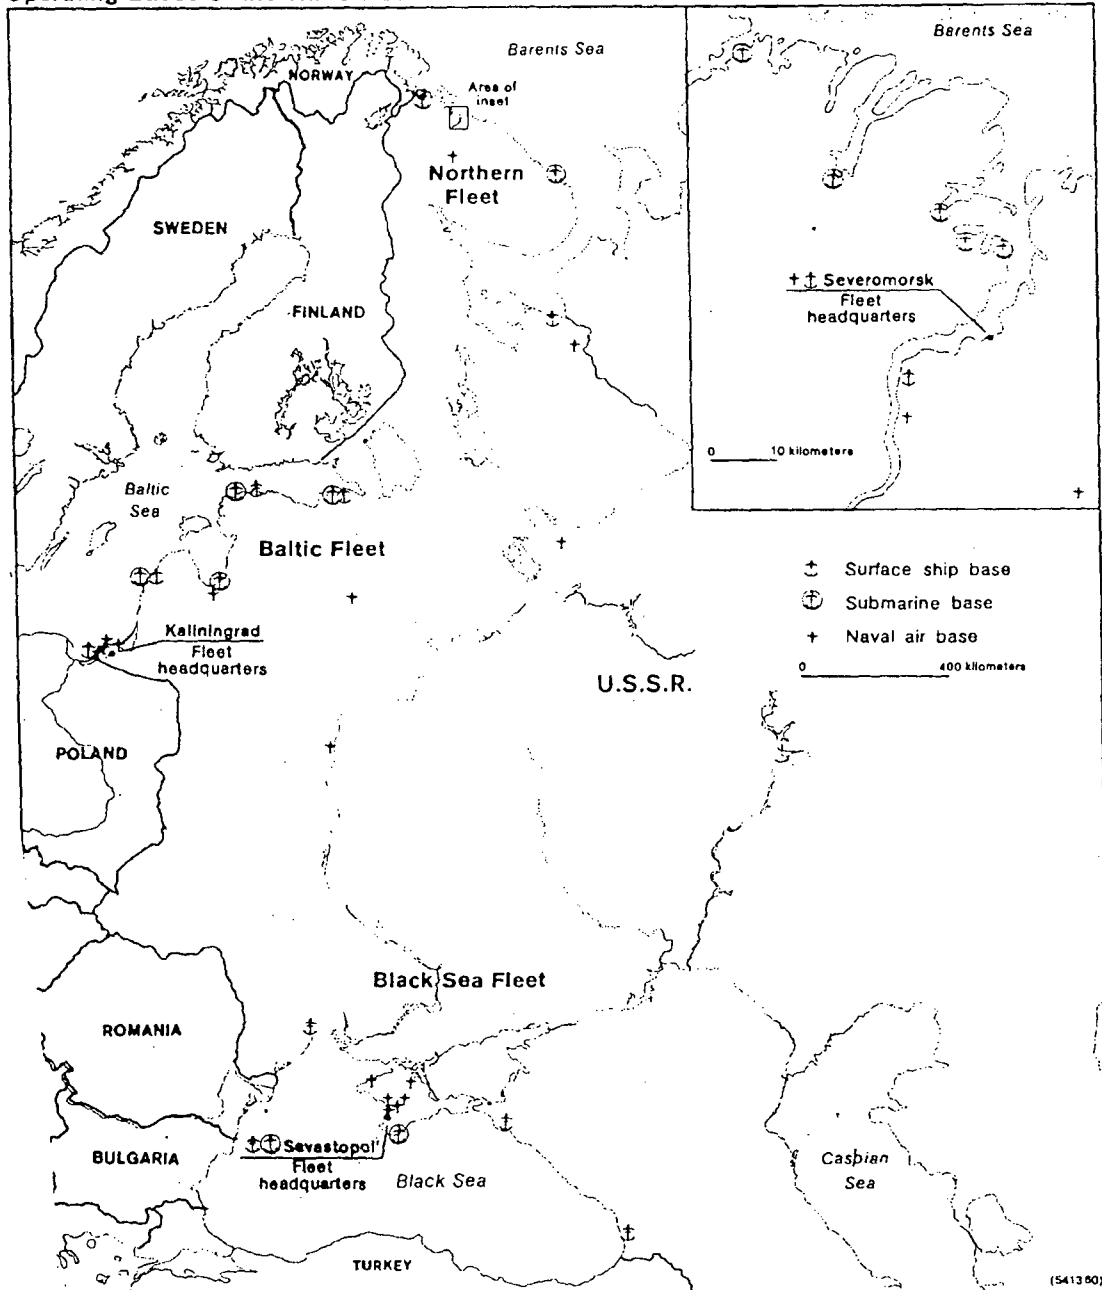 Barents Sea
NORWAY
Area of
inset
Northern
Fleet
SWEDEN
FINLAND
Baltic
Sea
Baltic Fleet
Kaliningrad
Fleet
headquarters
POLAND
U.S.S.R.
Black Sea Fleet
ROMANIA
BULGARIA
Sevastopol'
Fleet
headquarters
Black Sea
TURKEY
Caspian
Sea
Barents Sea
Severomorsk
Fleet
headquarters
0 10 kilometers
Surface ship base
Submarine base
Naval air base
0 400 kilometers
(541360)